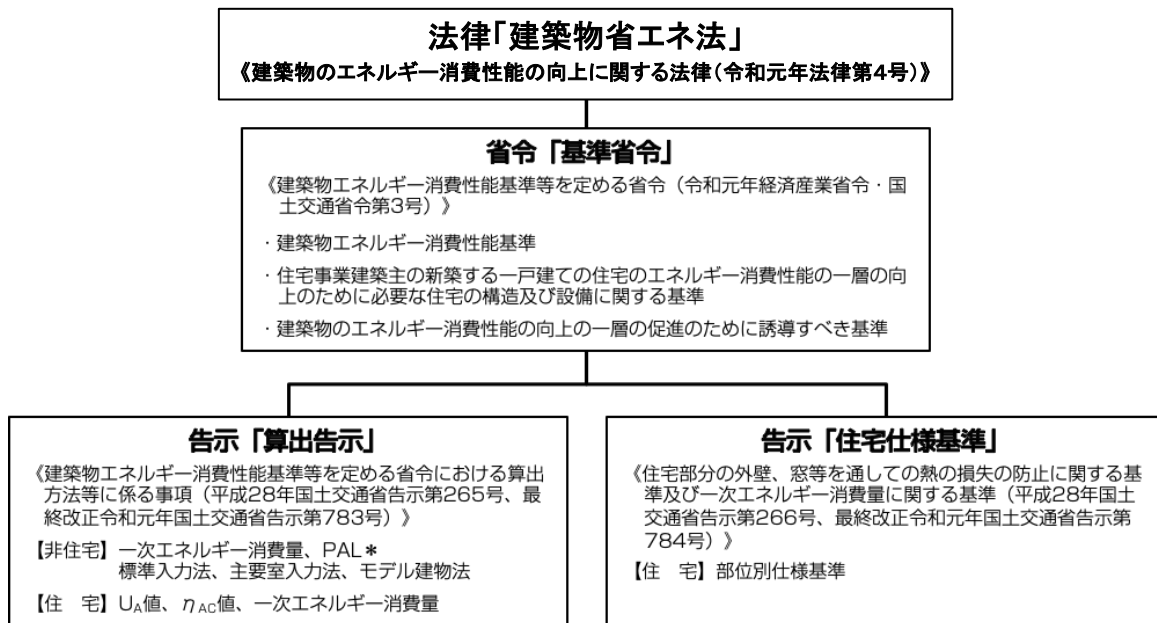 法律「建築物省エネ法」
《建築物のエネルギー消費性能の向上に関する法律(令和元年法律第4号)》
省令「基準省令」
《建築物エネルギー消費性能基準等を定める省令（令和元年経済産業省令・国
土交通省令第3号）》
・建築物エネルギー消費性能基準
・住宅事業建築主の新築する一戸建ての住宅のエネルギー消費性能の一層の向
上のために必要な住宅の構造及び設備に関する基準
・建築物のエネルギー消費性能の向上の一層の促進のために誘導すべき基準
告示「算出告示」
《建築物エネルギー消費性能基準等を定める省令における算出
方法等に係る事項（平成28年国土交通省告示第265号、最
終改正令和元年国土交通省告示第783号）》
【非住宅】一次エネルギー消費量、PAL＊
標準入力法、主要室入力法、モデル建物法
【住　宅】UA値、ηAC値、一次エネルギー消費量
告示「住宅仕様基準」
《住宅部分の外壁、窓等を通しての熱の損失の防止に関する基
準及び一次エネルギー消費量に関する基準（平成28年国土
交通省告示第266号、最終改正令和元年国土交通省告示第
784号）》
【住　宅】部位別仕様基準